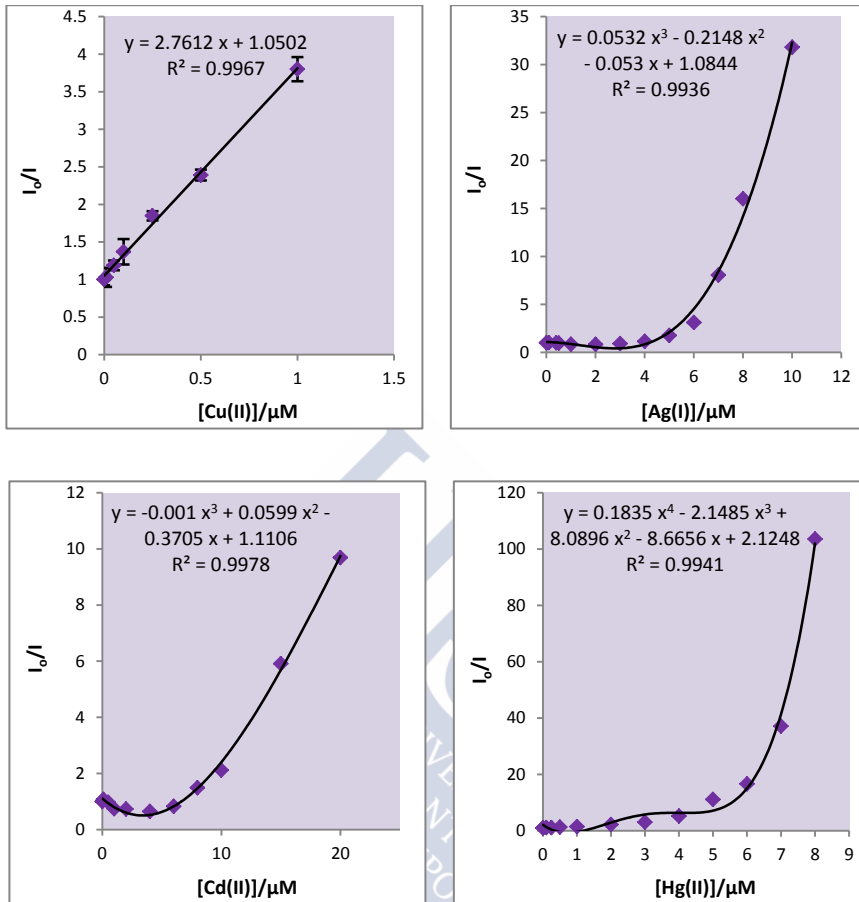 y = 2.7612 x + 1.0502
R² = 0.9967
4.5
4
3.5
3
2.5
2
1.5
1
0.5
0
0
0.5
1
1.5
Iₒ/I
[Cu(II)]/µM
y = 0.0532 x³ - 0.2148 x²
- 0.053 x + 1.0844
R² = 0.9936
35
30
25
20
15
10
5
0
0
2
4
6
8
10
12
Iₒ/I
[Ag(I)]/µM
y = -0.001 x³ + 0.0599 x² -
0.3705 x + 1.1106
R² = 0.9978
12
10
8
6
4
2
0
0
10
20
Iₒ/I
[Cd(II)]/µM
y = 0.1835 x⁴ - 2.1485 x³ +
8.0896 x² - 8.6656 x + 2.1248
R² = 0.9941
120
100
80
60
40
20
0
0
1
2
3
4
5
6
7
8
9
Iₒ/I
[Hg(II)]/µM